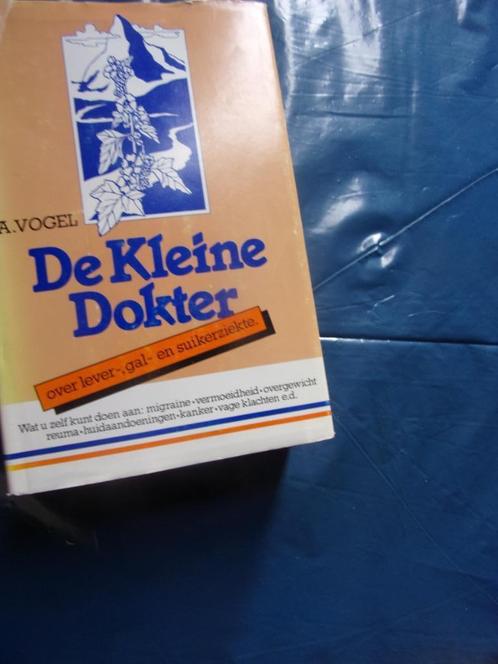 A.VOGEL
De Kleine
Dokter
over lever-, gal- en suikerziekte.
Wat u zelf kunt doen aan: migraine•vermoeidheid•overgewicht
reuma•huidaandoeningen•kanker•vage klachten e.d.